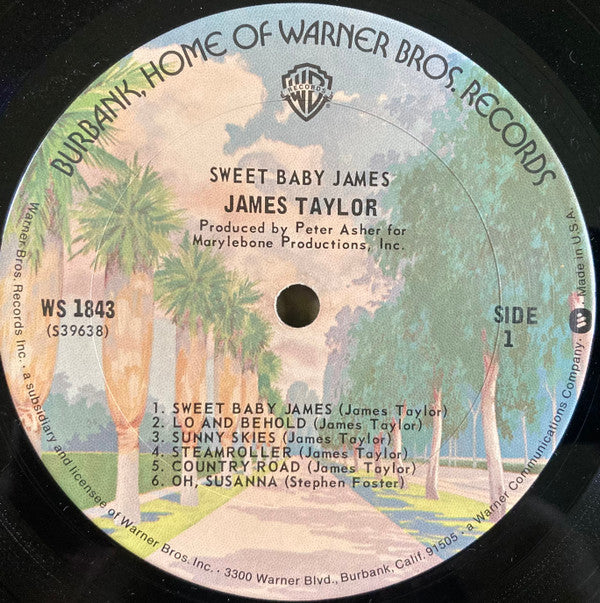 BURBANK, HOME OF WARNER BROS. RECORDS
RECORDS
SWEET BABY JAMES
JAMES TAYLOR
Produced by Peter Asher for
Marylebone Productions, Inc.
WS 1843
(S39638)
SIDE
1
1. SWEET BABY JAMES (James Taylor)
2. LO AND BEHOLD (James Taylor)
3. SUNNY SKIES (James Taylor)
4. STEAMROLLER (James Taylor)
5. COUNTRY ROAD (James Taylor)
6. OH, SUSANNA (Stephen Foster)
Warner Bros. Records Inc. · a subsidiary and licensee of Warner Bros. Inc. · 3300 Warner Blvd., Burbank, Calif. 91505 · a Warner Communications Company. · Made in U.S.A.